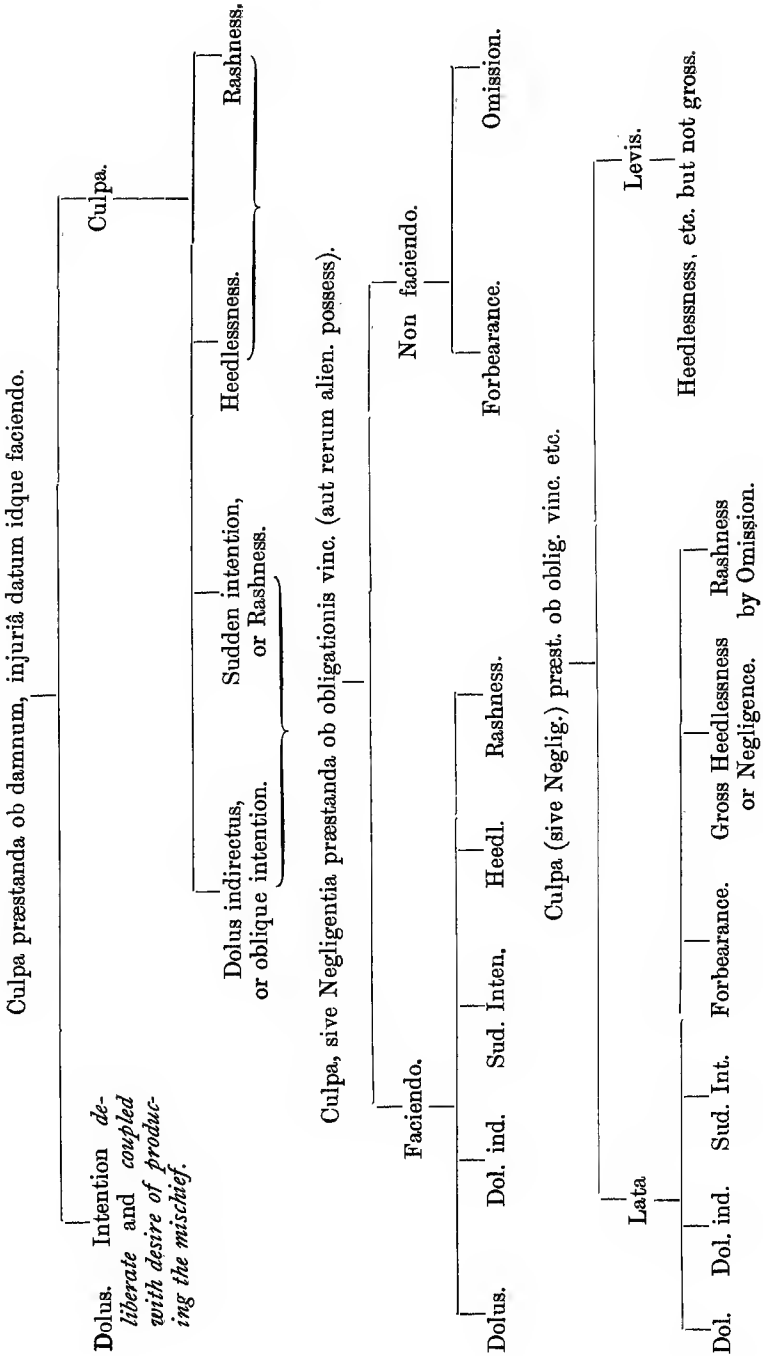 Culpa præstanda ob damnum, injuriâ datum idque faciendo.
Dolus. Intention de-
liberate and coupled
with desire of produc-
ing the mischief.
Culpa.
Dolus indirectus,
or oblique intention.
Sudden intention,
or Rashness.
Heedlessness.
Rashness.
Culpa, sive Negligentia præstanda ob obligationis vinc. (aut rerum alien. possess).
Faciendo.
Non faciendo.
Dolus.
Dol. ind.
Sud. Inten.
Heedl.
Rashness.
Forbearance.
Omission.
Culpa (sive Neglig.) præst. ob oblig. vinc. etc.
Lata
Levis.
Dol.
Dol. ind.
Sud. Int.
Forbearance.
Gross Heedlessness
or Negligence.
Rashness
by Omission.
Heedlessness, etc. but not gross.